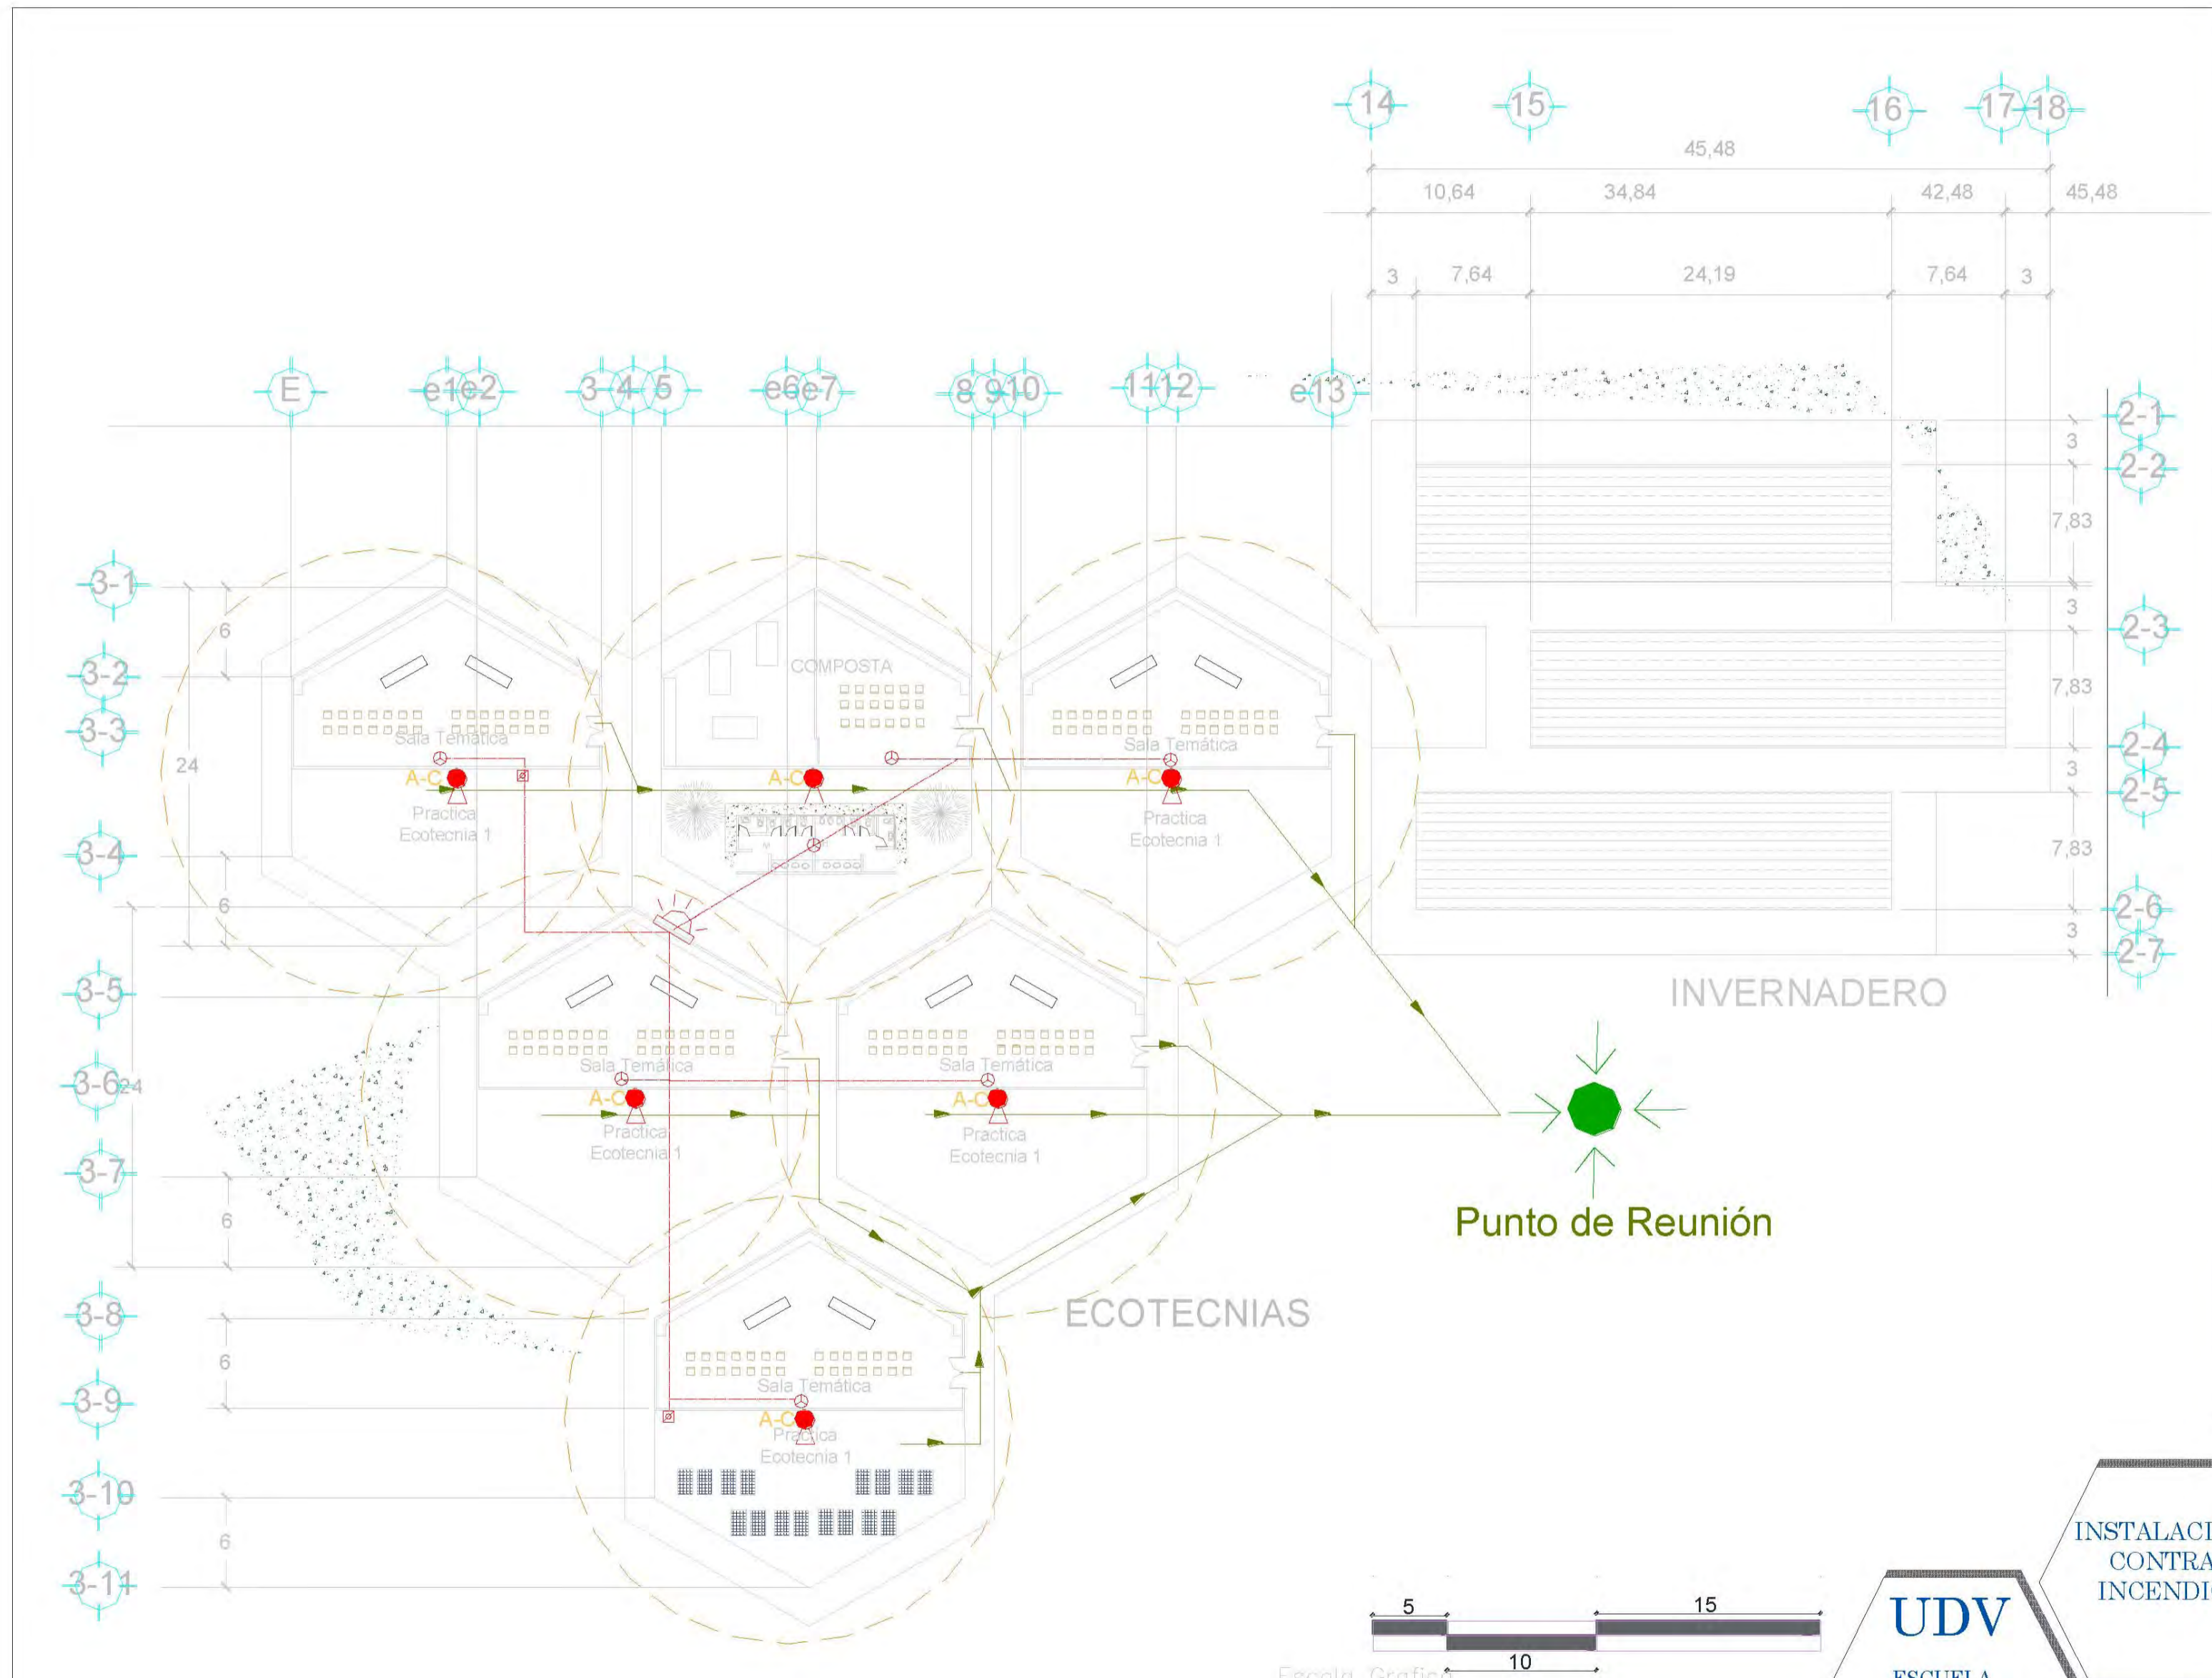 14
15
16
17
18
45,48
10,64
34,84
42,48
45,48
3
7,64
24,19
7,64
3
E
e1
e2
3
4
5
e6
e7
8
9
10
11
12
e13
2-1
3
2-2
7,83
3
2-3
7,83
2-4
3
2-5
7,83
2-6
3
2-7
3-1
6
3-2
3-3
24
3-4
6
3-5
3-6
24
3-7
6
3-8
6
3-9
3-10
6
3-11
Sala Temática
A-C
Practica
Ecotecnia 1
COMPOSTA
A-C
Sala Temática
A-C
Practica
Ecotecnia 1
Sala Temática
A-C
Practica
Ecotecnia 1
Sala Temática
A-C
Practica
Ecotecnia 1
Sala Temática
A-C
Practica
Ecotecnia 1
INVERNADERO
Punto de Reunión
ECOTECNIAS
5
15
10
UDV